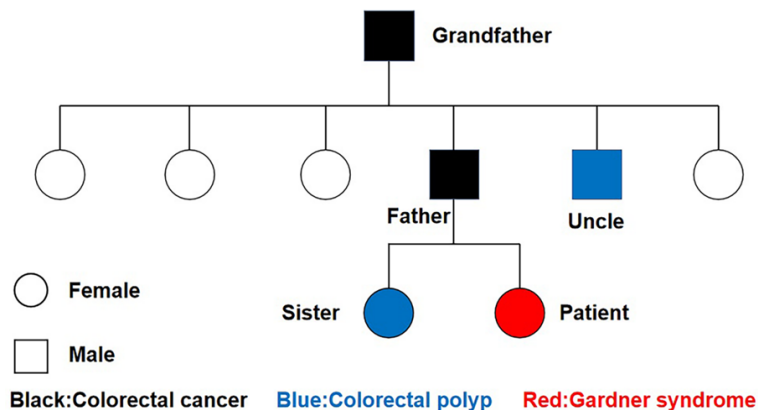 Grandfather
Father
Uncle
Female
Sister
Patient
Male
Black:Colorectal cancer Blue:Colorectal polyp Red:Gardner syndrome